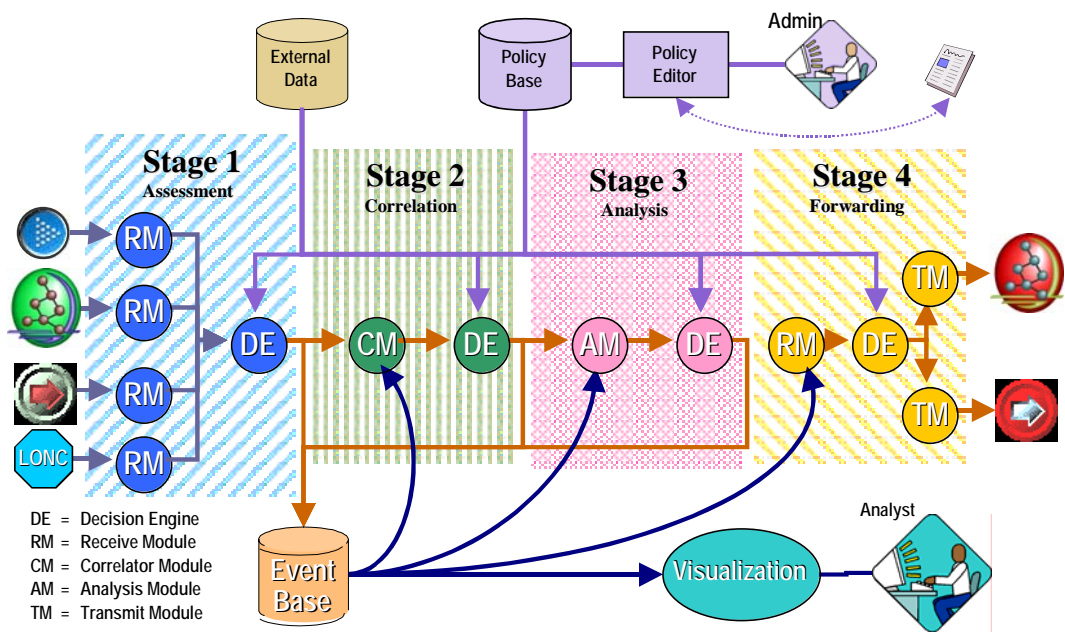 Admin
External
Data
Policy
Base
Policy
Editor
Stage 1
Assessment
Stage 2
Correlation
Stage 3
Analysis
Stage 4
Forwarding
RM
RM
RM
RM
DE
CM
DE
AM
DE
RM
DE
TM
TM
LONC
DE = Decision Engine
RM = Receive Module
CM = Correlator Module
AM = Analysis Module
TM = Transmit Module
Event
Base
Visualization
Analyst